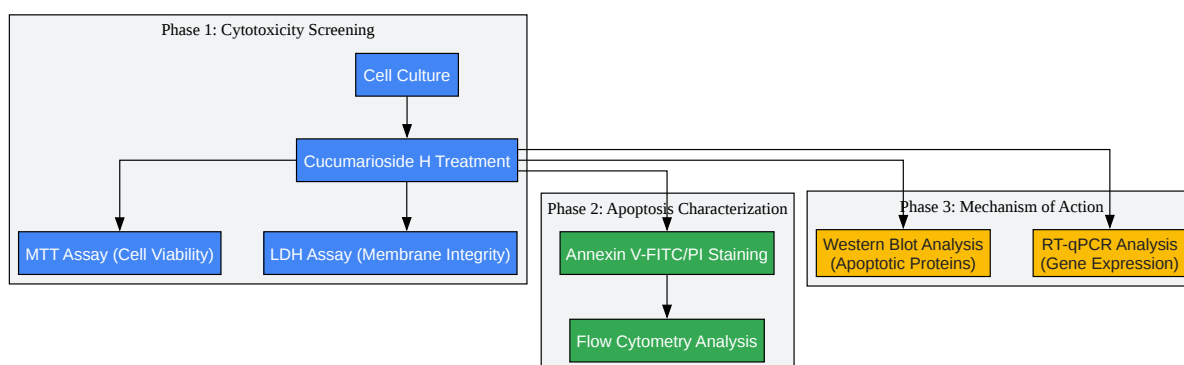 Phase 1: Cytotoxicity Screening
Cell Culture
Cucumarioside H Treatment
MTT Assay (Cell Viability)
LDH Assay (Membrane Integrity)
Phase 2: Apoptosis Characterization
Annexin V-FITC/PI Staining
Flow Cytometry Analysis
Phase 3: Mechanism of Action
Western Blot Analysis
(Apoptotic Proteins)
RT-qPCR Analysis
(Gene Expression)